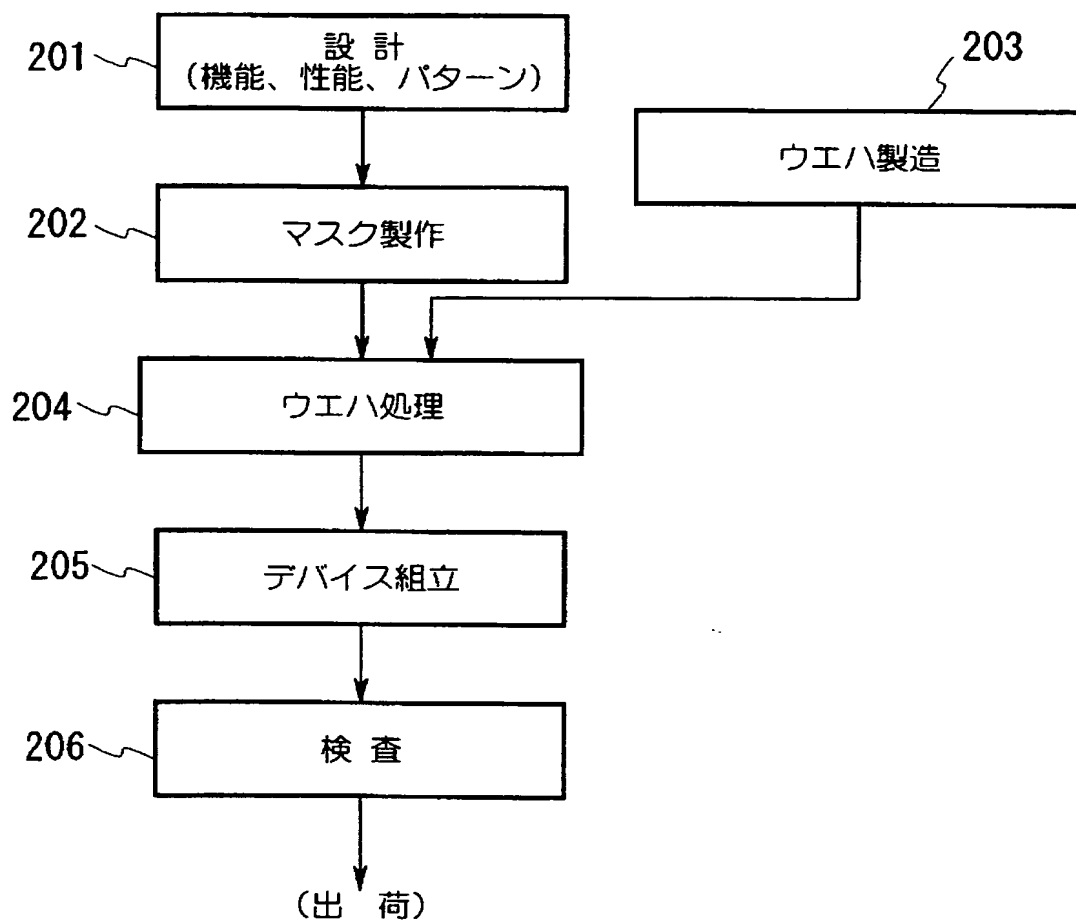 201
設 計
（機能、性能、パターン）
203
ウエハ製造
202
マスク製作
204
ウエハ処理
205
デバイス組立
206
検 査
（出 荷）